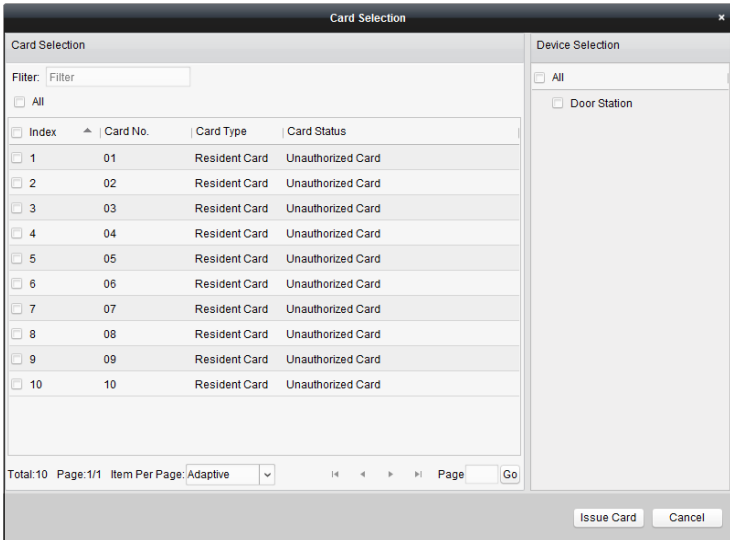 Card Selection ×
Card Selection
Fliter: Filter
All
Index Card No. Card Type Card Status
1 01 Resident Card Unauthorized Card
2 02 Resident Card Unauthorized Card
3 03 Resident Card Unauthorized Card
4 04 Resident Card Unauthorized Card
5 05 Resident Card Unauthorized Card
6 06 Resident Card Unauthorized Card
7 07 Resident Card Unauthorized Card
8 08 Resident Card Unauthorized Card
9 09 Resident Card Unauthorized Card
10 10 Resident Card Unauthorized Card
Total:10 Page:1/1 Item Per Page: Adaptive Page Go
Device Selection
All
Door Station
Issue Card Cancel